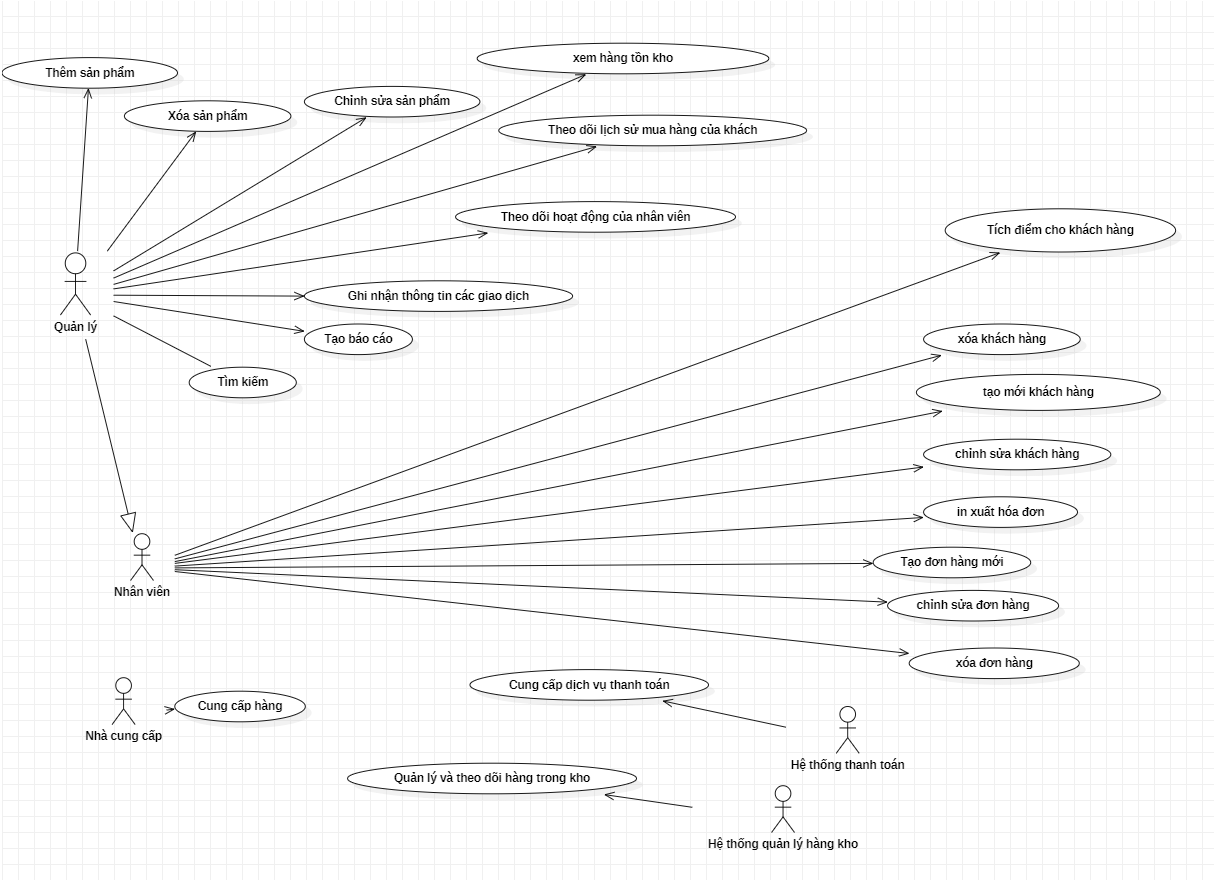 xem hàng tồn kho
Thêm sản phẩm
Chỉnh sửa sản phẩm
Xóa sản phẩm
Theo dõi lịch sử mua hàng của khách
Theo dõi hoạt động của nhân viên
Tích điểm cho khách hàng
Ghi nhận thông tin các giao dịch
Quản lý
Tạo báo cáo
xóa khách hàng
Tìm kiếm
tạo mới khách hàng
chỉnh sửa khách hàng
in xuất hóa đơn
Tạo đơn hàng mới
Nhân viên
chỉnh sửa đơn hàng
xóa đơn hàng
Cung cấp dịch vụ thanh toán
Cung cấp hàng
Nhà cung cấp
Hệ thống thanh toán
Quản lý và theo dõi hàng trong kho
Hệ thống quản lý hàng kho